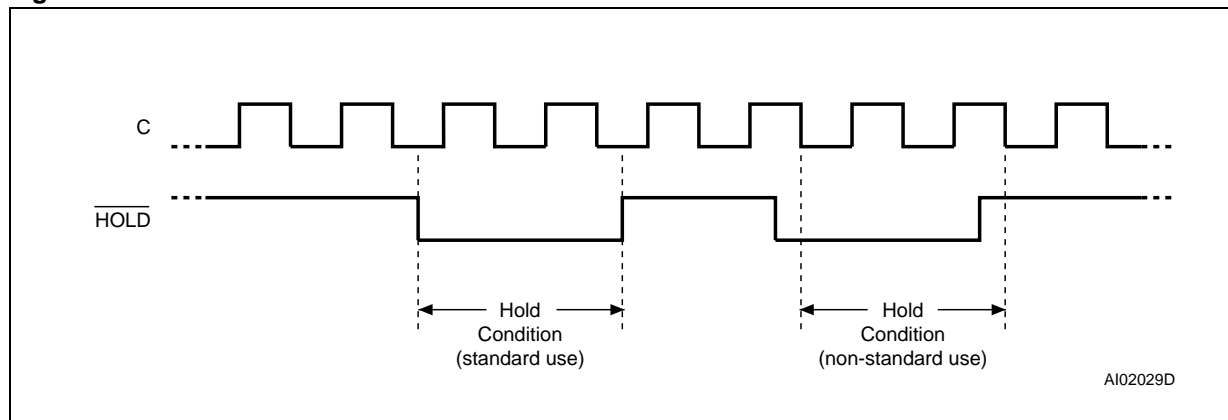 C
HOLD
Hold
Condition
(standard use)
Hold
Condition
(non-standard use)
AI02029D